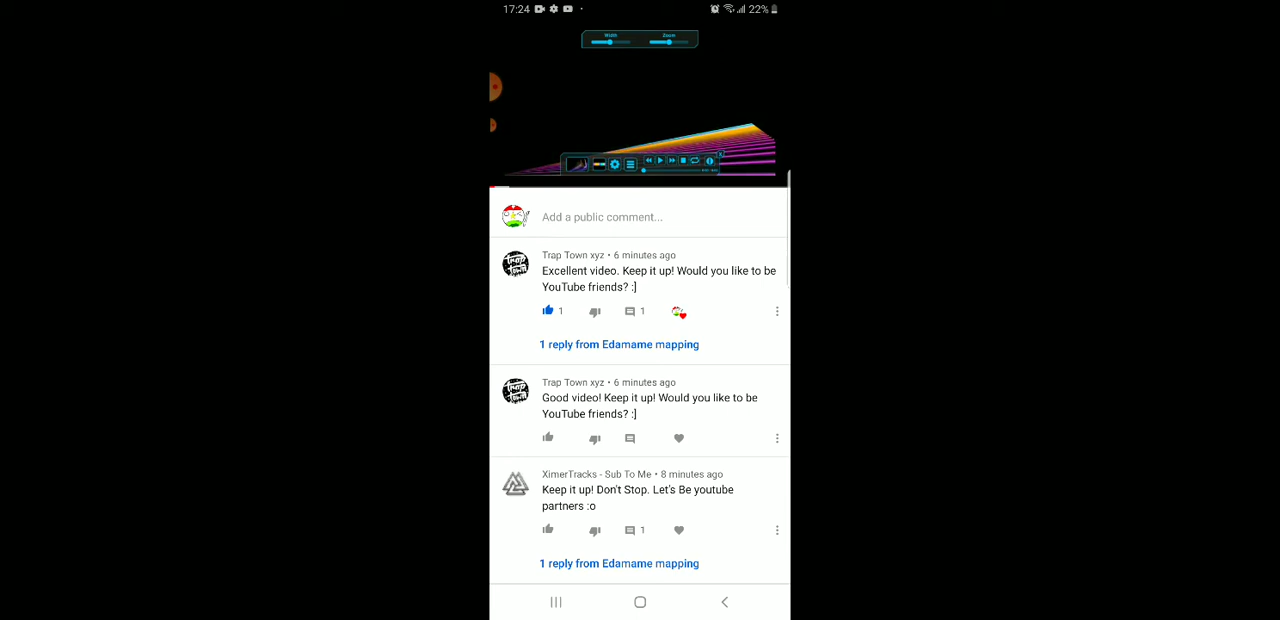 17:24
22%
Width
Zoom
Add a public comment...
Trap Town xyz • 6 minutes ago
Excellent video. Keep it up! Would you like to be
YouTube friends? :]
1
1
1 reply from Edamame mapping
Trap Town xyz • 6 minutes ago
Good video! Keep it up! Would you like to be
YouTube friends? :]
XimerTracks - Sub To Me • 8 minutes ago
Keep it up! Don't Stop. Let's Be youtube
partners :o
1
1 reply from Edamame mapping